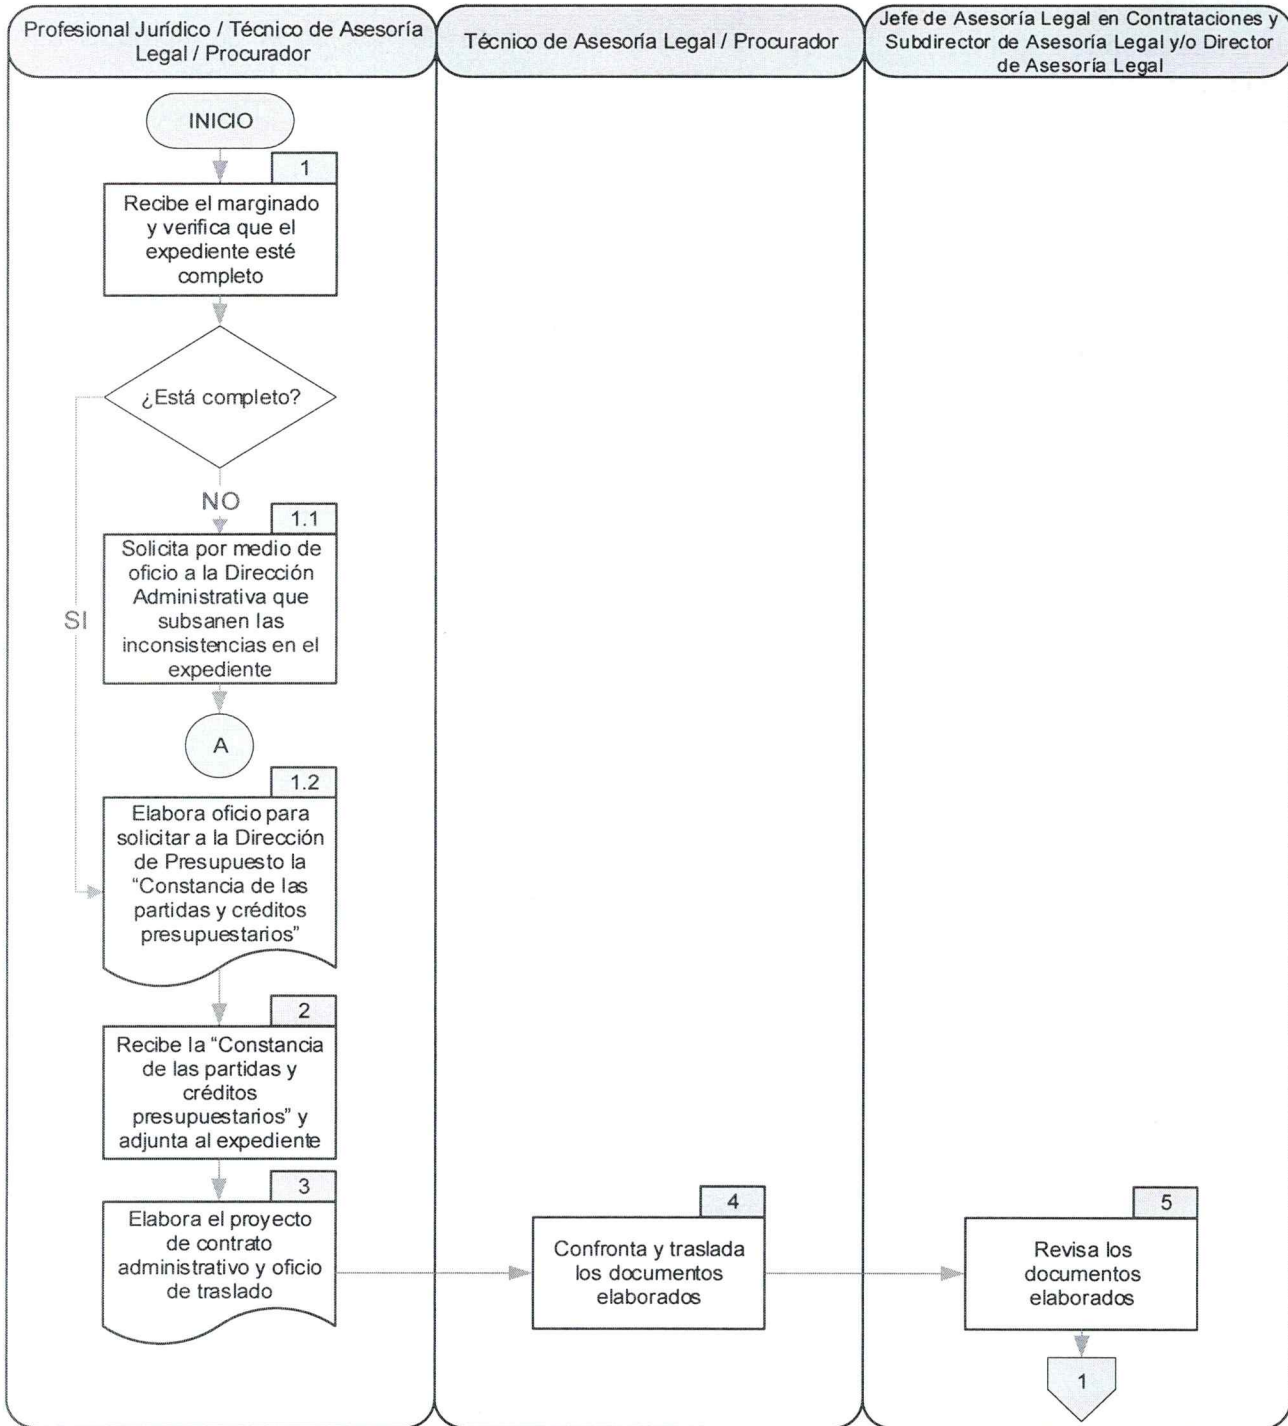 Profesional Jurídico / Técnico de Asesoría
Legal / Procurador
Técnico de Asesoría Legal / Procurador
Jefe de Asesoría Legal en Contrataciones y
Subdirector de Asesoría Legal y/o Director
de Asesoría Legal
INICIO
1
Recibe el marginado
y verifica que el
expediente esté
completo
¿Está completo?
NO
SI
1.1
Solicita por medio de
oficio a la Dirección
Administrativa que
subsanen las
inconsistencias en el
expediente
A
1.2
Elabora oficio para
solicitar a la Dirección
de Presupuesto la
“Constancia de las
partidas y créditos
presupuestarios”
2
Recibe la “Constancia
de las partidas y
créditos
presupuestarios” y
adjunta al expediente
3
Elabora el proyecto
de contrato
administrativo y oficio
de traslado
4
Confronta y traslada
los documentos
elaborados
5
Revisa los
documentos
elaborados
1